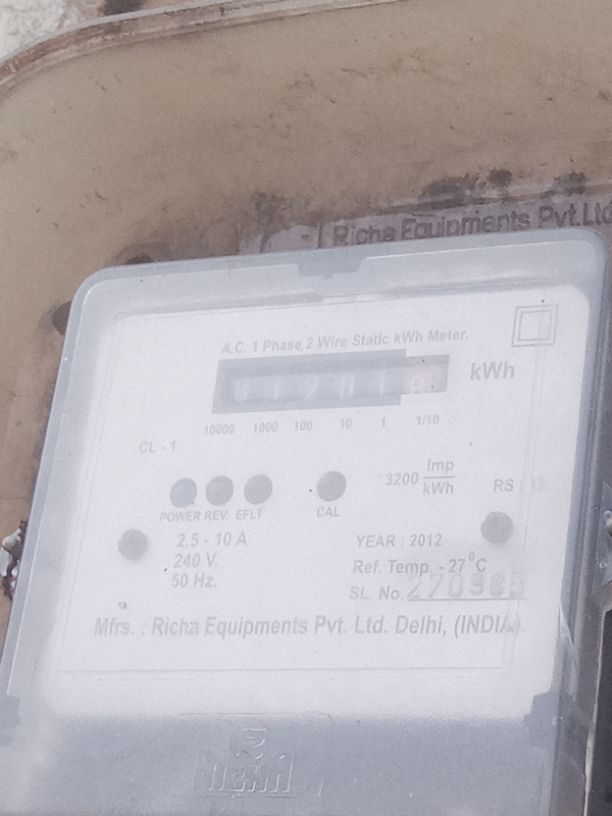 Richa Equipments Pvt.Ltd
A.C. 1 Phase 2 Wire Static kWh Meter.
kWh
10000 1000 100 10 1 1/10
CL - 1
3200 Imp/kWh
RS :
POWER REV. EFLT CAL
2.5 - 10 A
YEAR : 2012
240 V.
Ref. Temp. - 27°C
50 Hz.
SL. No.
Mfrs. : Richa Equipments Pvt. Ltd. Delhi, (INDIA)
RICHA